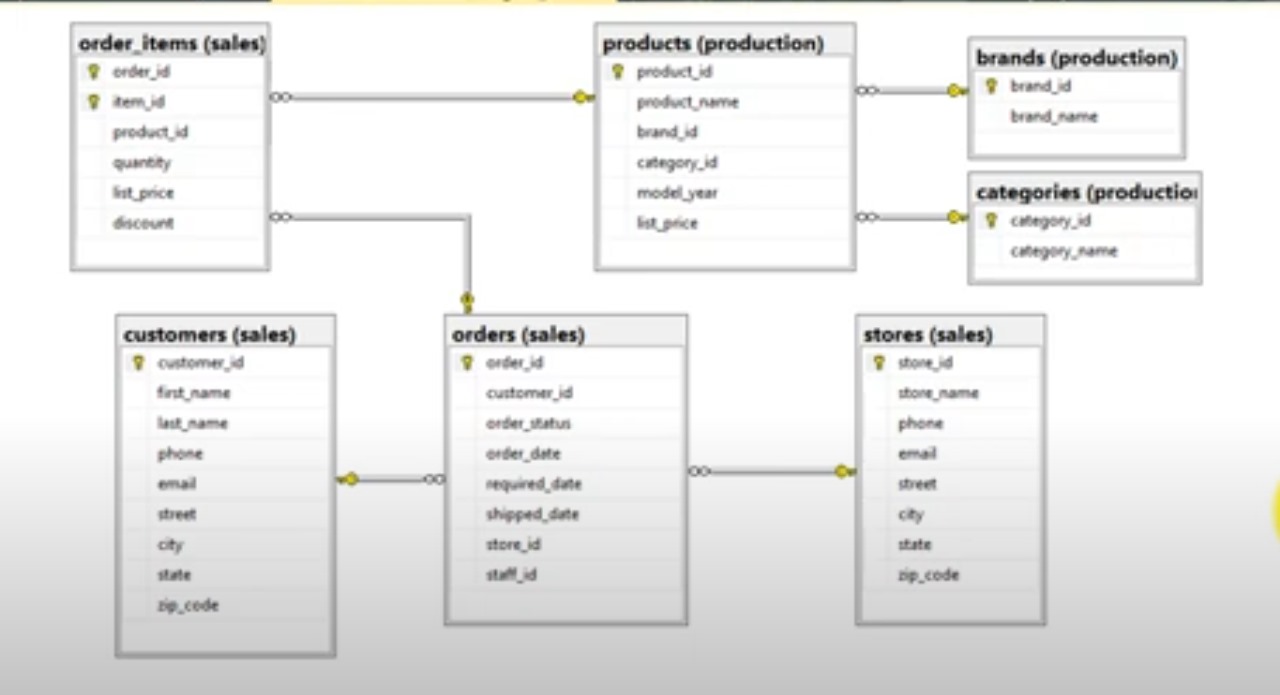 order_items (sales)
order_id
item_id
product_id
quantity
list_price
discount
products (production)
product_id
product_name
brand_id
category_id
model_year
list_price
brands (production)
brand_id
brand_name
categories (productio
category_id
category_name
customers (sales)
customer_id
first_name
last_name
phone
email
street
city
state
zip_code
orders (sales)
order_id
customer_id
order_status
order_date
required_date
shipped_date
store_id
staff_id
stores (sales)
store_id
store_name
phone
email
street
city
state
zip_code